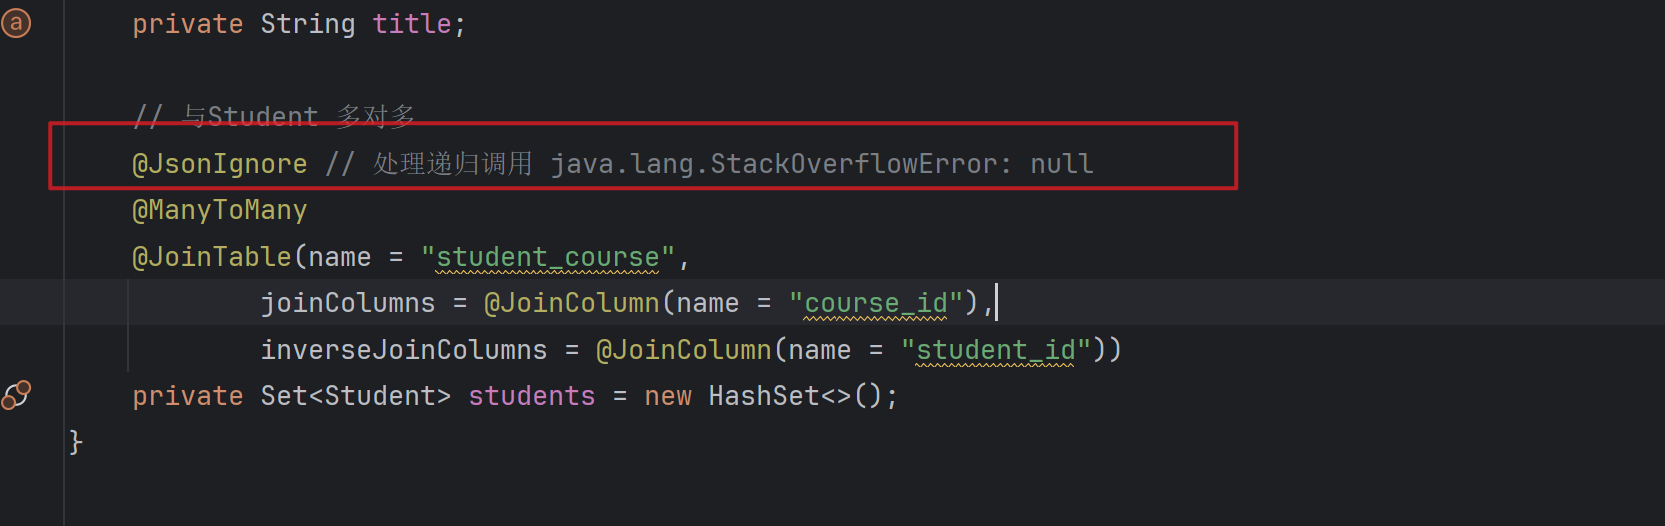 a
private String title;
// 与Student 多对多
@JsonIgnore // 处理递归调用 java.lang.StackOverflowError: null
@ManyToMany
@JoinTable(name = "student_course",
joinColumns = @JoinColumn(name = "course_id"),
inverseJoinColumns = @JoinColumn(name = "student_id"))
private Set<Student> students = new HashSet<>();
}